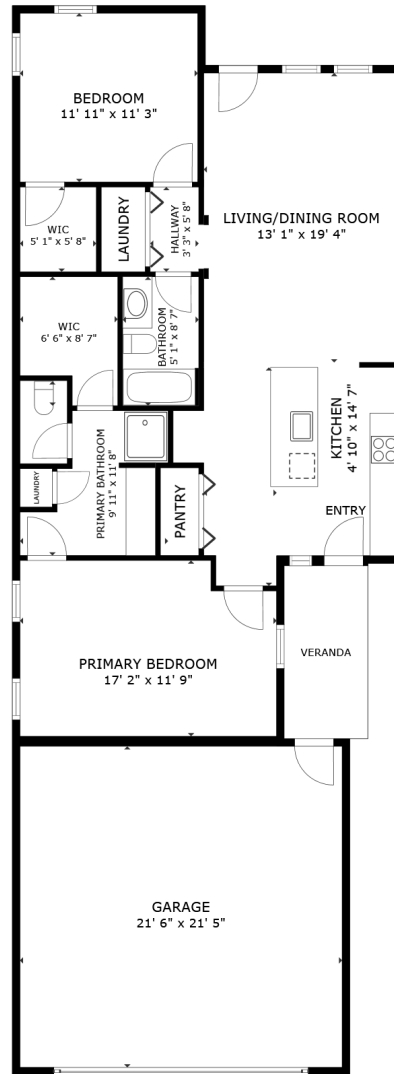 BEDROOM
11' 11" x 11' 3"
WIC
5' 1" x 5' 8"
LAUNDRY
HALLWAY
3' 3" x 5' 8"
LIVING/DINING ROOM
13' 1" x 19' 4"
WIC
6' 6" x 8' 7"
BATHROOM
5' 1" x 8' 7"
KITCHEN
4' 10" x 14' 7"
LAUNDRY
PRIMARY BATHROOM
9' 11" x 11' 8"
PANTRY
ENTRY
PRIMARY BEDROOM
17' 2" x 11' 9"
VERANDA
GARAGE
21' 6" x 21' 5"